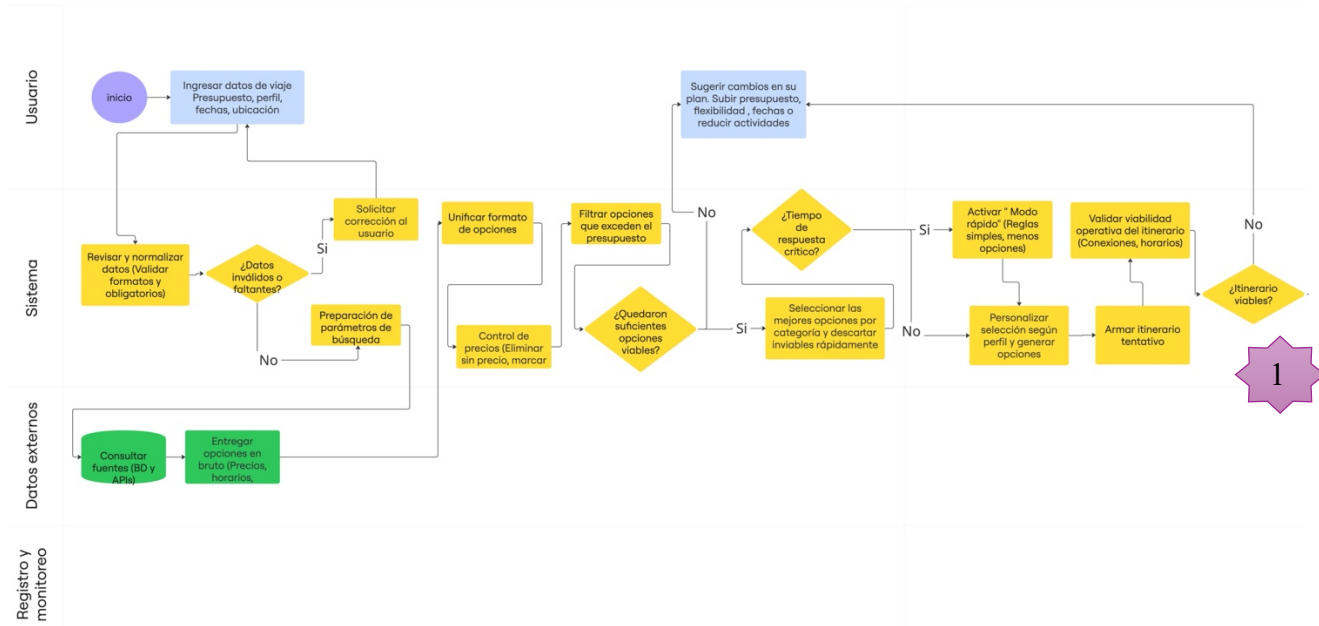 Usuario
inicio
Ingresar datos de viaje
Presupuesto, perfil,
fechas, ubicación
Sugerir cambios en su
plan. Subir presupuesto,
flexibilidad , fechas o
reducir actividades
Sistema
Revisar y normalizar
datos (Validar
formatos y
obligatorios)
¿Datos
inválidos o
faltantes?
Si
Solicitar
corrección al
usuario
No
Preparación de
parámetros de
búsqueda
Unificar formato
de opciones
Control de
precios (Eliminar
sin precio, marcar
Filtrar opciones
que exceden el
presupuesto
¿Quedaron
suficientes
opciones
viables?
No
Si
Seleccionar las
mejores opciones por
categoría y descartar
inviables rápidamente
¿Tiempo
de
respuesta
crítico?
Si
Activar " Modo
rápido" (Reglas
simples, menos
opciones)
No
Personalizar
selección según
perfil y generar
opciones
Armar itinerario
tentativo
Validar viabilidad
operativa del itinerario
(Conexiones, horarios)
¿Itinerario
viables?
No
1
Datos externos
Consultar
fuentes (BD y
APIs)
Entregar
opciones en
bruto (Precios,
horarios,
Registro y
monitoreo